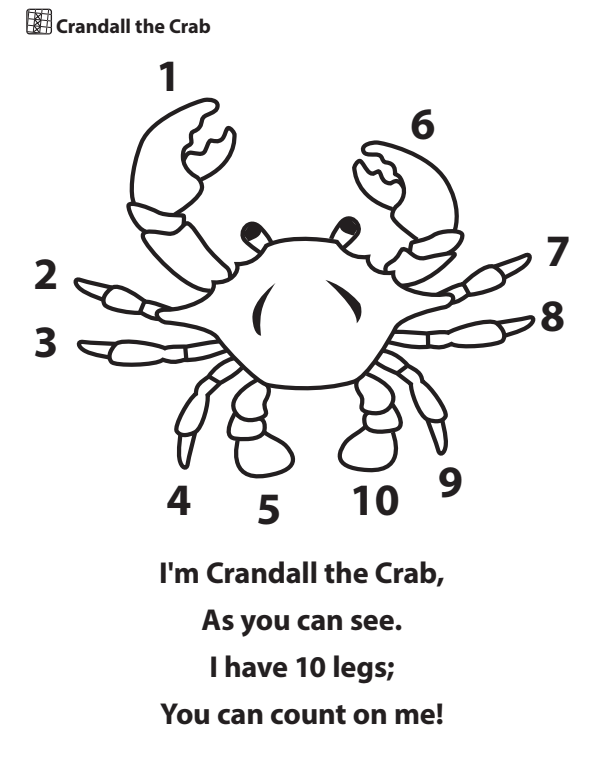 Crandall the Crab
1
6
2
7
3
8
4
5
10
9
I'm Crandall the Crab,
As you can see.
I have 10 legs;
You can count on me!